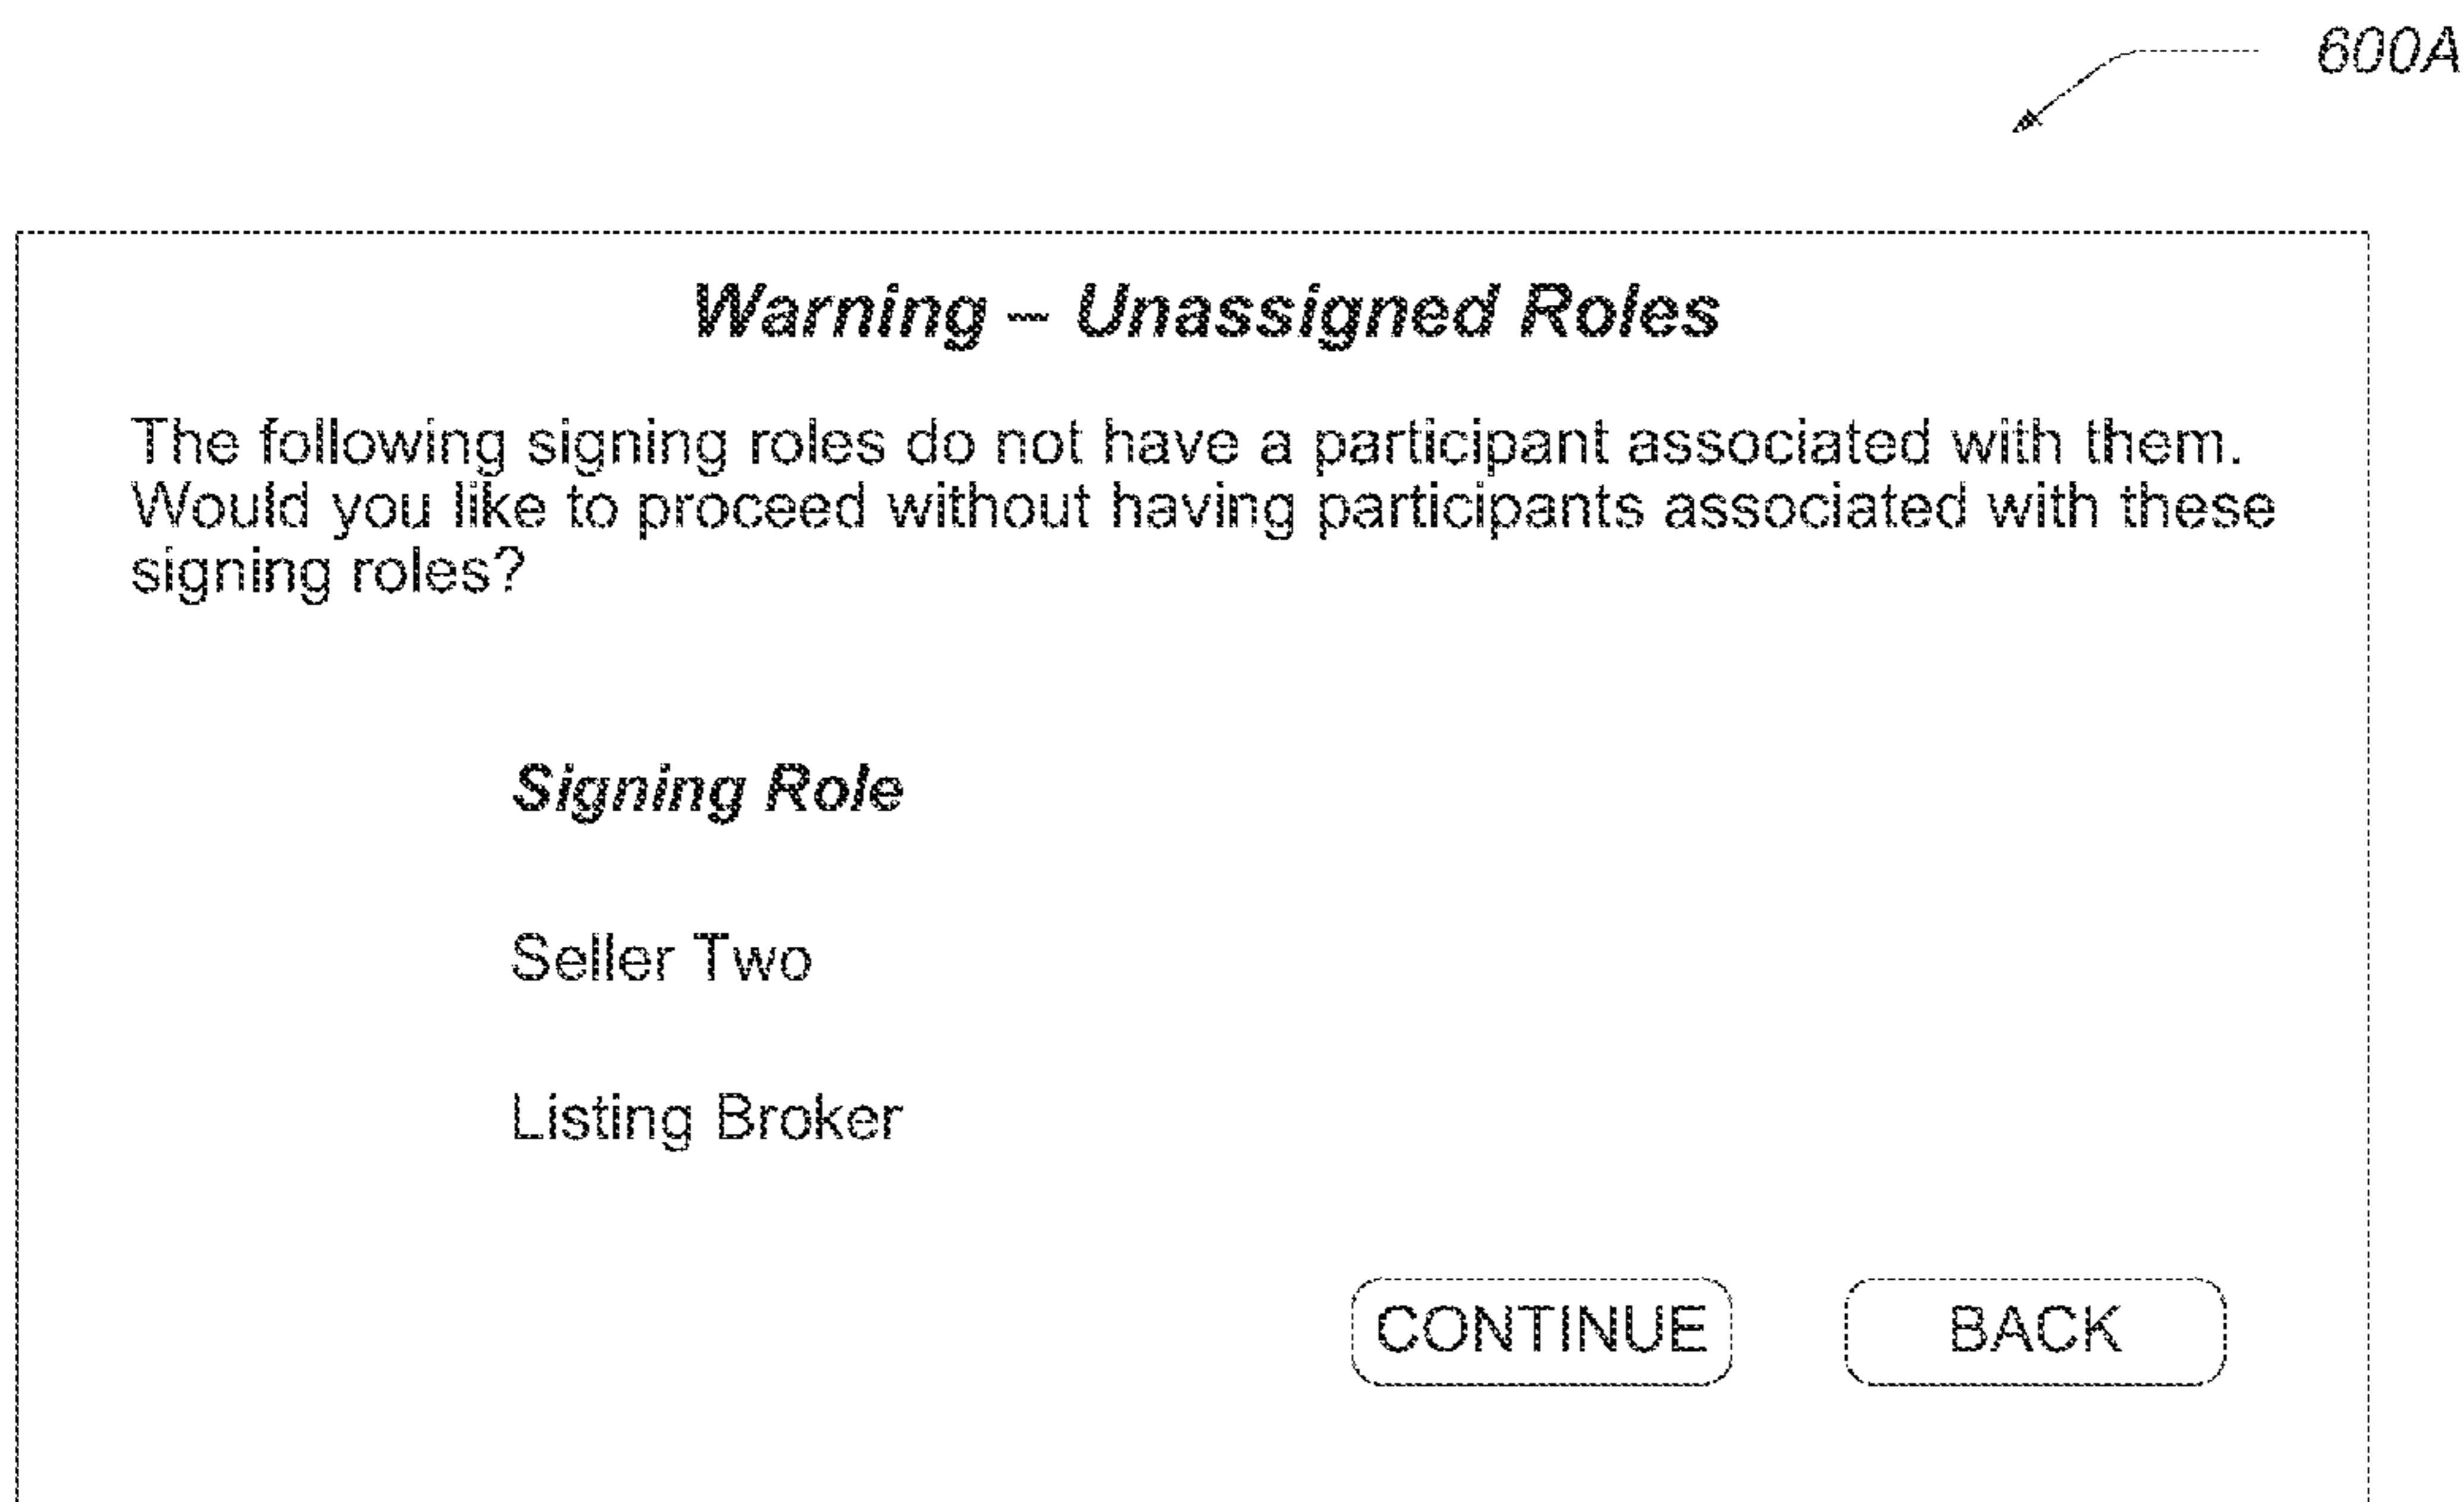 600A
Warning – Unassigned Roles
The following signing roles do not have a participant associated with them.
Would you like to proceed without having participants associated with these
signing roles?
Signing Role
Seller Two
Listing Broker
CONTINUE BACK